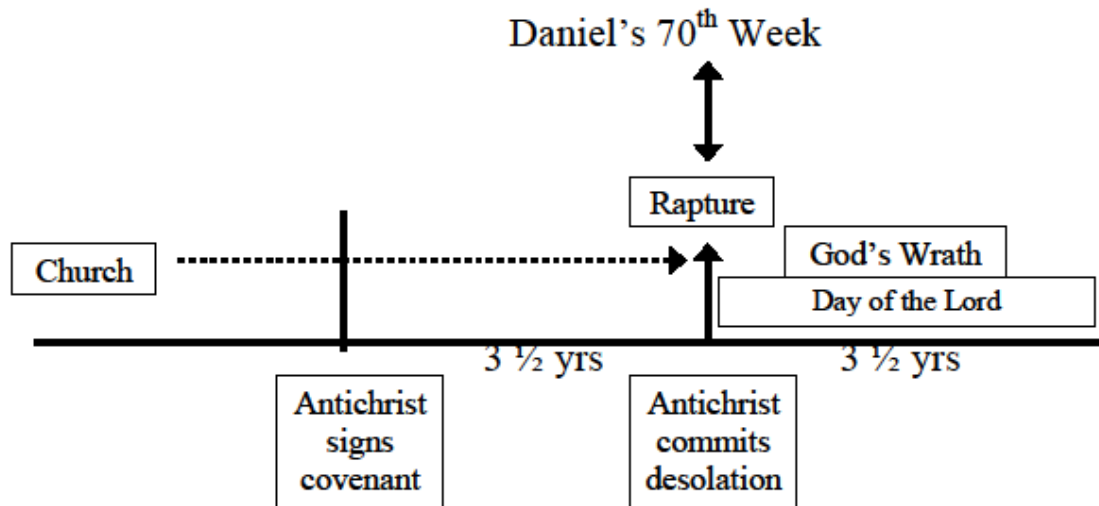 Daniel's 70th Week
Rapture
Church
God's Wrath
Day of the Lord
3 ½ yrs
3 ½ yrs
Antichrist
signs
covenant
Antichrist
commits
desolation